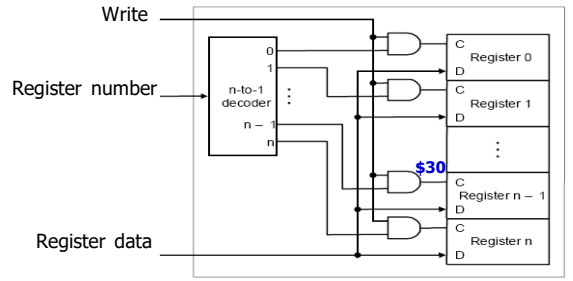 Write
Register number
Register data
n-to-1
decoder
0
1
⋮
n – 1
n
$30
C
Register 0
D
C
Register 1
D
⋮
C
Register n – 1
D
C
Register n
D